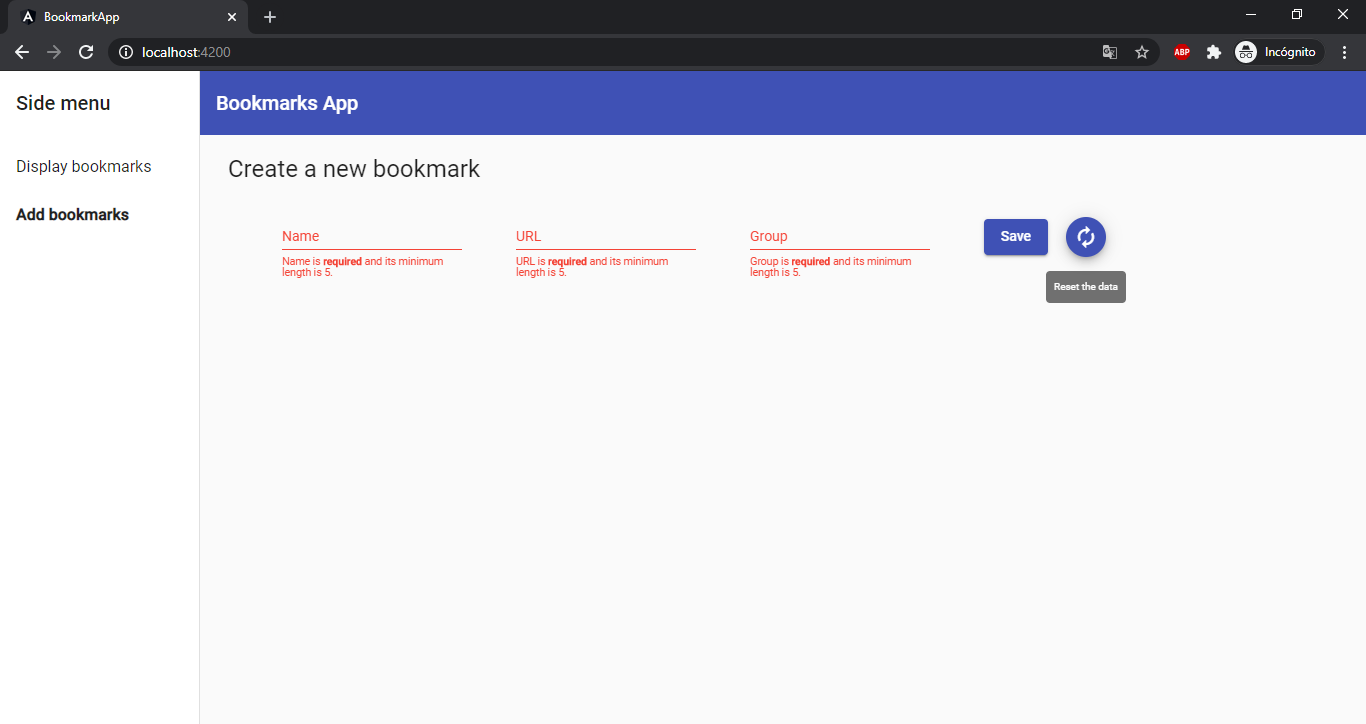 BookmarkApp
localhost:4200
ABP
Incógnito
Side menu
Bookmarks App
Display bookmarks
Add bookmarks
Create a new bookmark
Name
URL
Group
Save
Name is required and its minimum
length is 5.
URL is required and its minimum
length is 5.
Group is required and its minimum
length is 5.
Reset the data